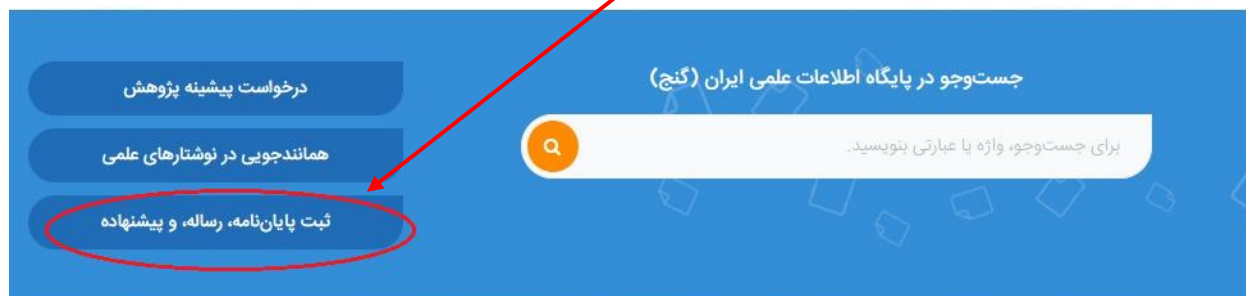 جست‌وجو در پایگاه اطلاعات علمی ایران (گنج)
برای جست‌وجو، واژه یا عبارتی بنویسید.
درخواست پیشینه پژوهش
همانندجویی در نوشتارهای علمی
ثبت پایان‌نامه، رساله، و پیشنهاده